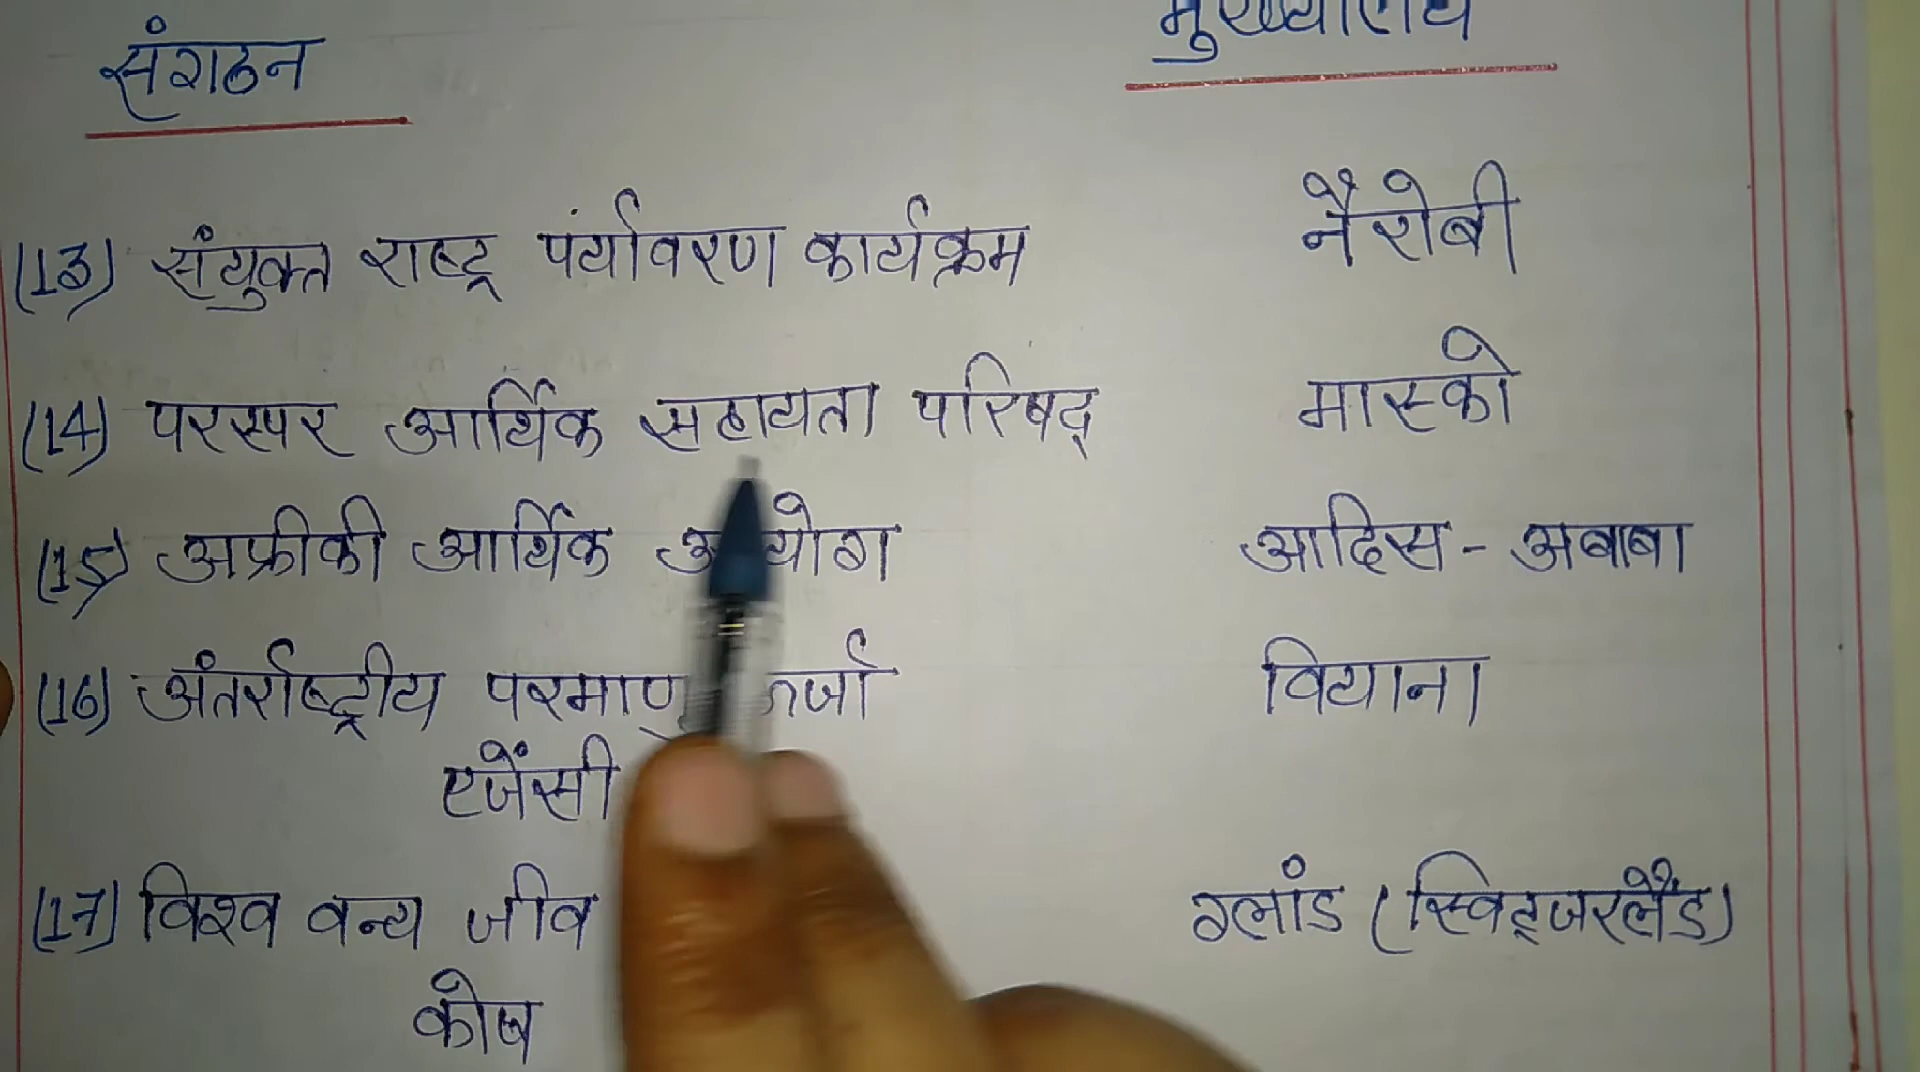 संगठन मुख्यालय
(13) संयुक्त राष्ट्र पंर्यावरण कार्यक्रम नैरोबी
(14) परस्पर आर्थिक सहायता परिषद् मास्को
(15) अफ्रीकी आर्थिक आयोग आदिस - अबाबा
(16) अंतर्राष्ट्रीय परमाणु ऊर्जा वियाना
एजेंसी
(17) विश्व वन्य जीव ग्लांड (स्विट्जरलैंड)
कोष